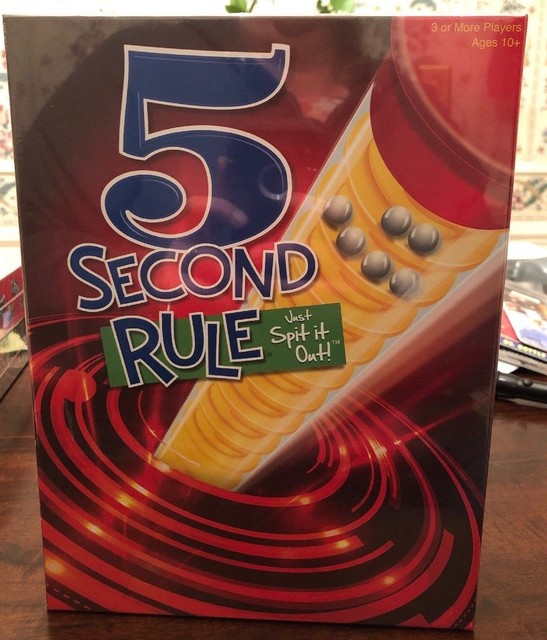 3 or More Players
Ages 10+
5
SECOND
RULE
Just
Spit it
Out!™